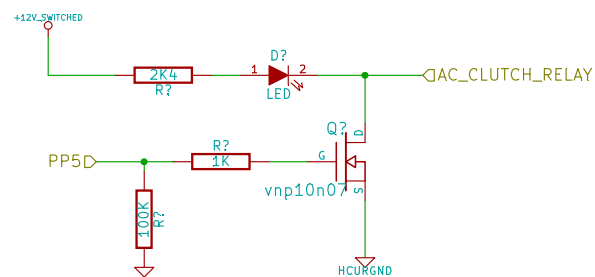 +12V_SWITCHED
D?
1
2
2K4
R?
LED
AC_CLUTCH_RELAY
Q?
D
R?
G
PP5
1K
vnp10n07
S
100K
R?
HCURGND